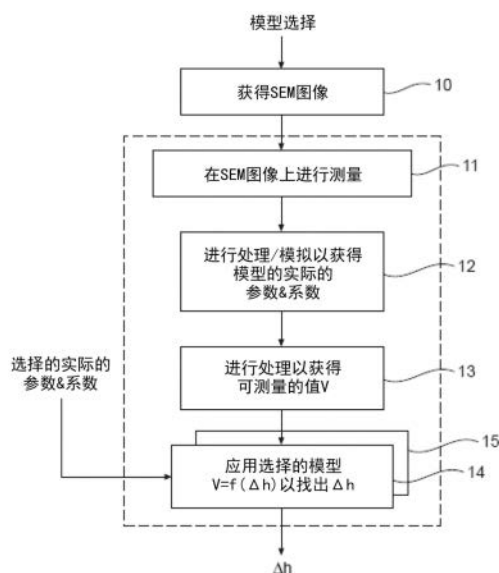 模型选择
获得SEM图像
10
在SEM图像上进行测量
11
进行处理/模拟以获得
模型的实际的
参数&系数
12
选择的实际的
参数&系数
进行处理以获得
可测量的值V
13
15
应用选择的模型
V=f(Δh)以找出Δh
14
Δh